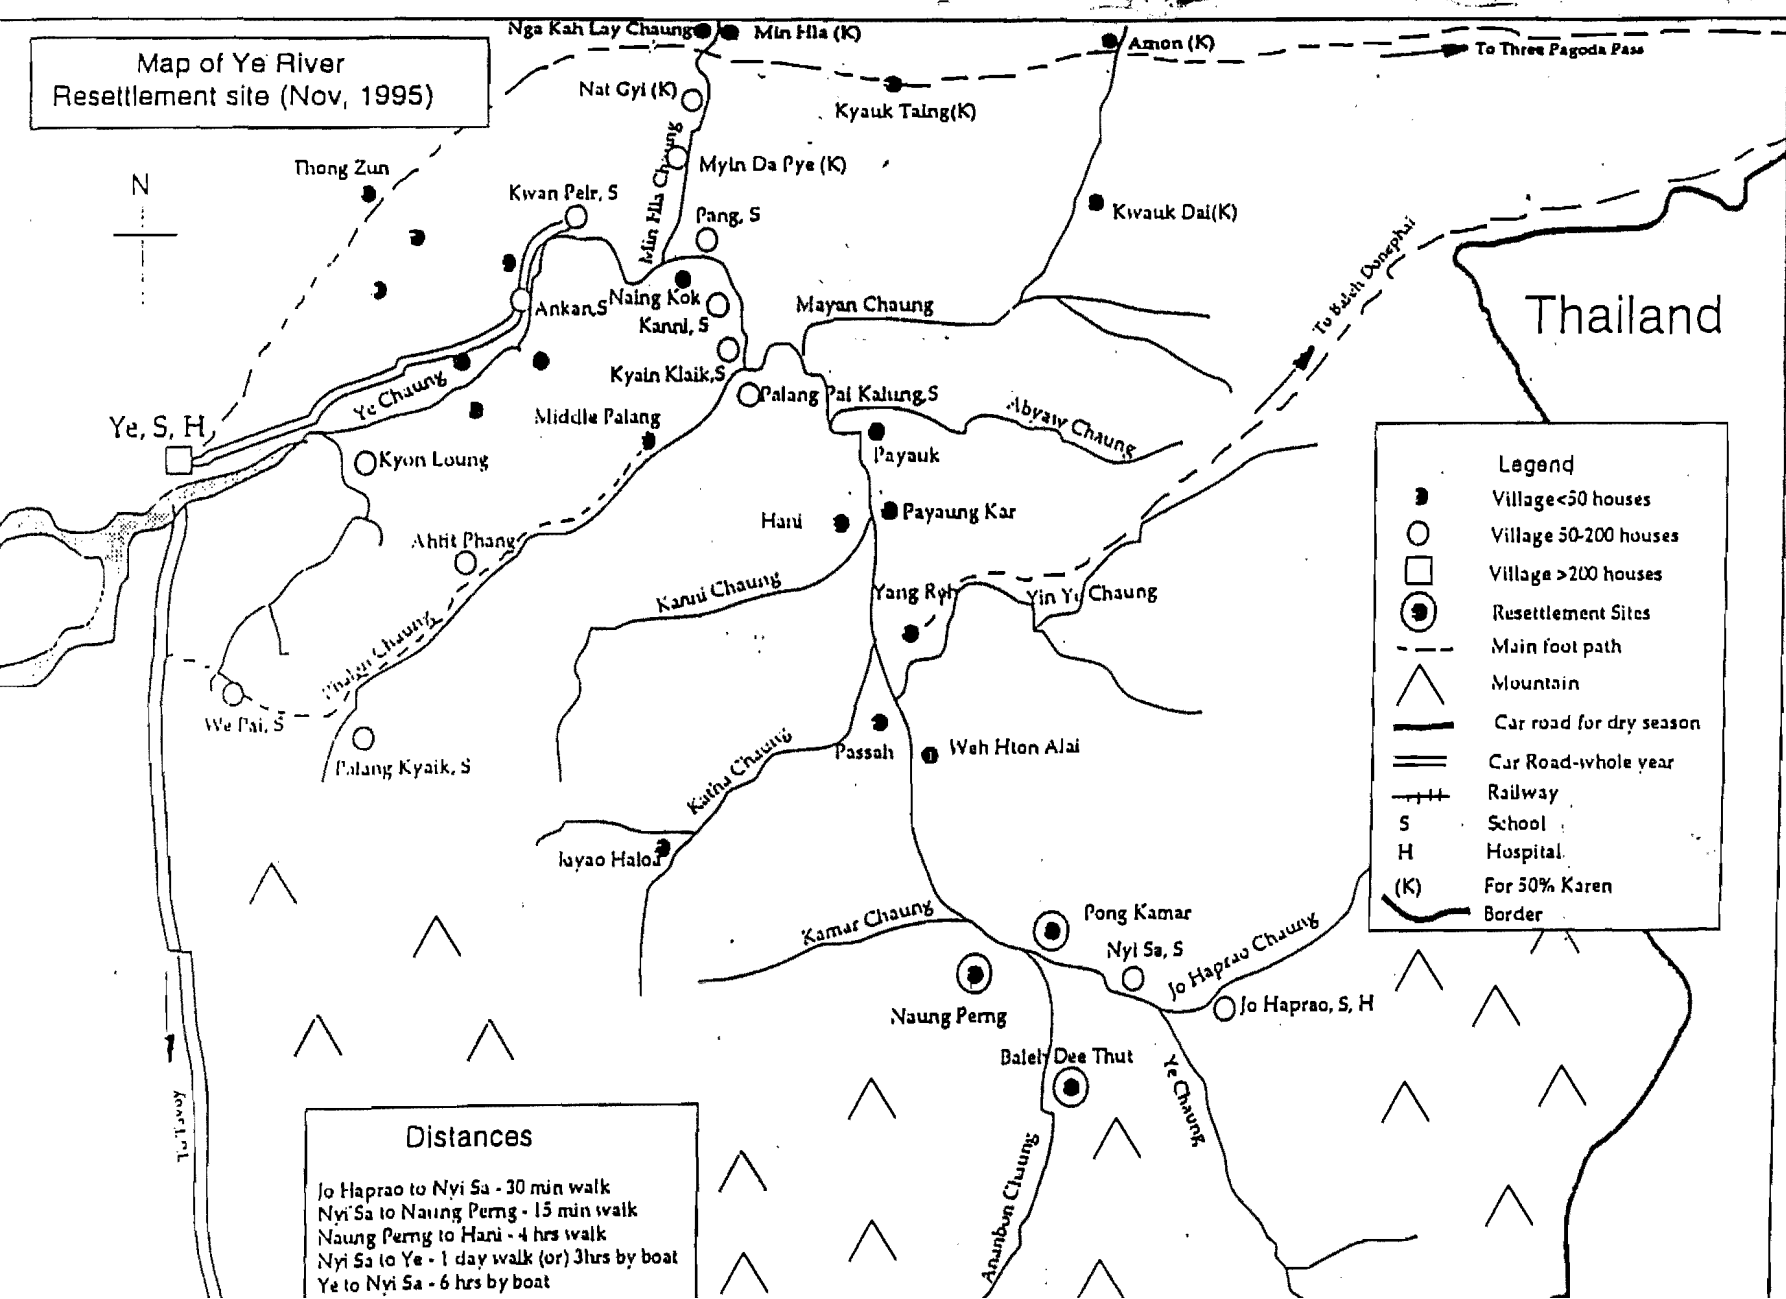 Map of Ye River
Resettlement site (Nov, 1995)
Nga Kah Lay Chaung
Min Hla (K)
Amon (K)
To Three Pagoda Pass
Nat Gyi (K)
Kyauk Taing(K)
Min Hla Chaung
Myin Da Pye (K)
Thong Zun
N
Kwan Pelr, S
Pang, S
Kwauk Dai(K)
To Baleh Donephai
Thailand
Ankan,S
Naing Kok
Kanni, S
Mayan Chaung
Kyain Klaik,S
Ye Chaung
Palang Pai Kalung,S
Abyaw Chaung
Middle Palang
Ye, S, H
Payauk
Kyon Loung
Hani
Payaung Kar
Ahtit Phang
Kanni Chaung
Yang Reh
Yin Ye Chaung
Chaung
We Pai, S
Palang Kyaik, S
Passah
Weh Hton Alai
Katha Chaung
Kamar Chaung
Pong Kamar
Nyi Sa, S
Jo Haprao Chaung
Jo Haprao, S, H
Naung Perng
Dee Thut
Ye Chaung
Ananbon Chaung
To Tavoy
Legend
Village<50 houses
Village 50-200 houses
Village >200 houses
Resettlement Sites
Main foot path
Mountain
Car road for dry season
Car Road-whole year
Railway
S School
H Hospital
(K) For 50% Karen
Border
Distances
Jo Haprao to Nyi Sa - 30 min walk
Nyi Sa to Naung Perng - 15 min walk
Naung Perng to Hani - 4 hrs walk
Nyi Sa to Ye - 1 day walk (or) 3hrs by boat
Ye to Nyi Sa - 6 hrs by boat